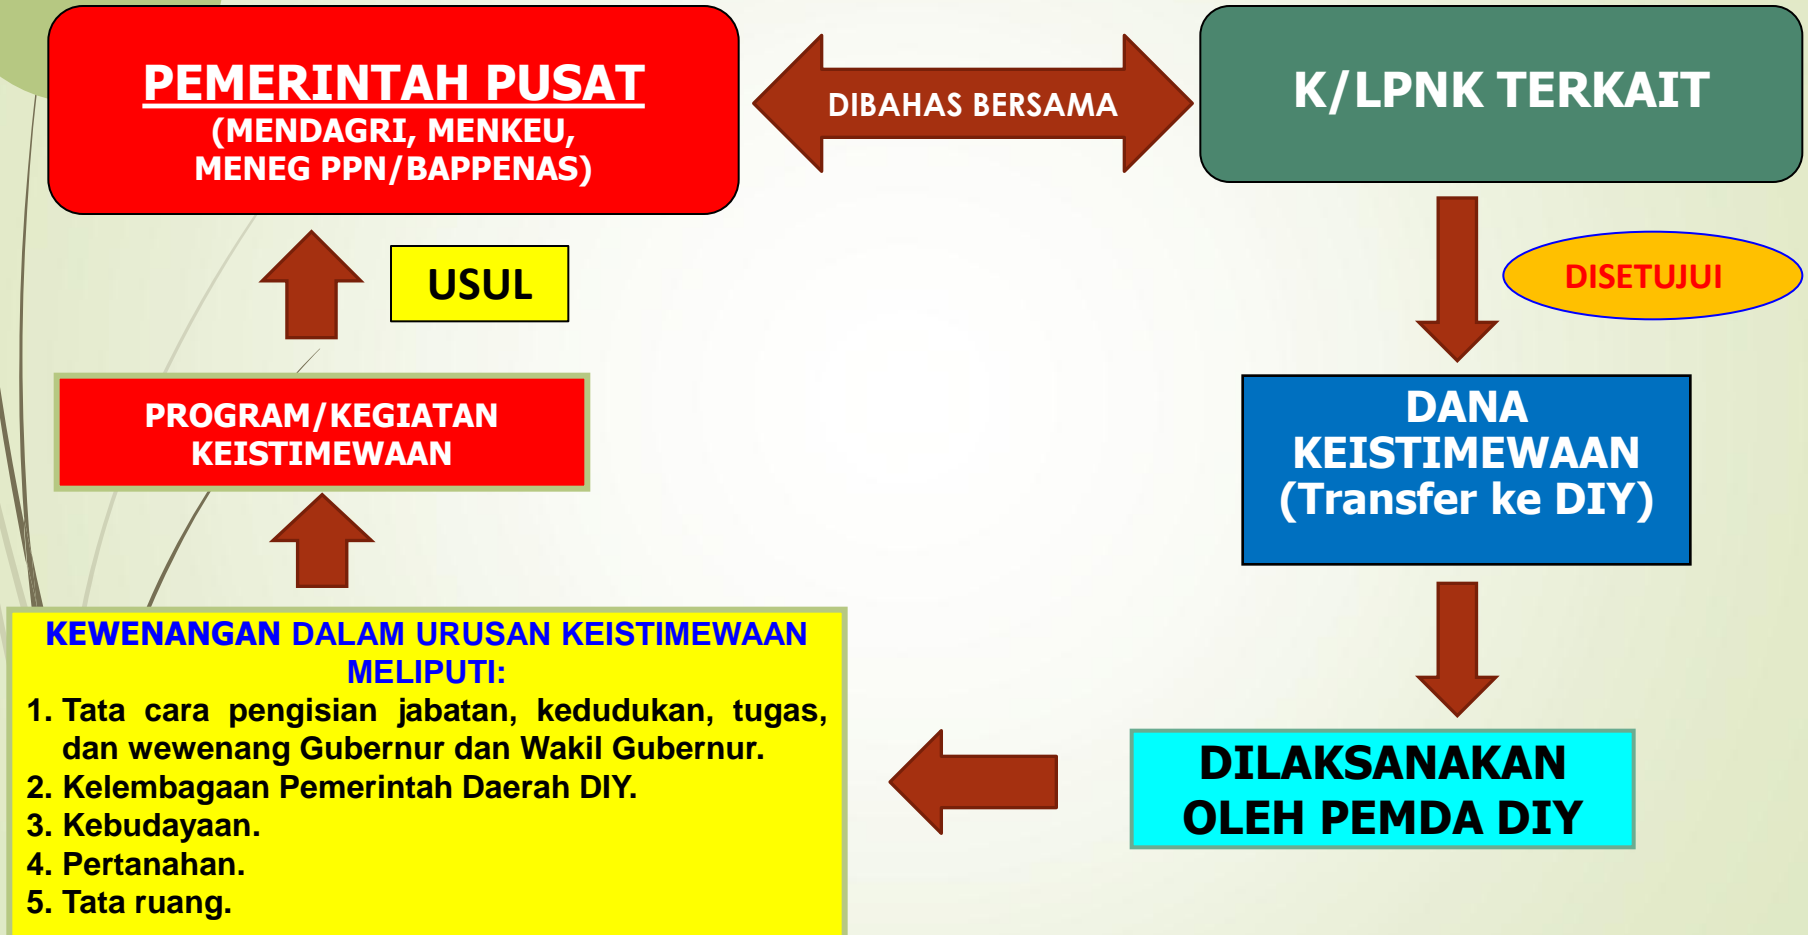 PEMERINTAH PUSAT
(MENDAGRI, MENKEU,
MENEG PPN/BAPPENAS)
DIBAHAS BERSAMA
K/LPNK TERKAIT
USUL
DISETUJUI
PROGRAM/KEGIATAN
KEISTIMEWAAN
DANA
KEISTIMEWAAN
(Transfer ke DIY)
KEWENANGAN DALAM URUSAN KEISTIMEWAAN
MELIPUTI:
1. Tata cara pengisian jabatan, kedudukan, tugas,
dan wewenang Gubernur dan Wakil Gubernur.
2. Kelembagaan Pemerintah Daerah DIY.
3. Kebudayaan.
4. Pertanahan.
5. Tata ruang.
DILAKSANAKAN
OLEH PEMDA DIY